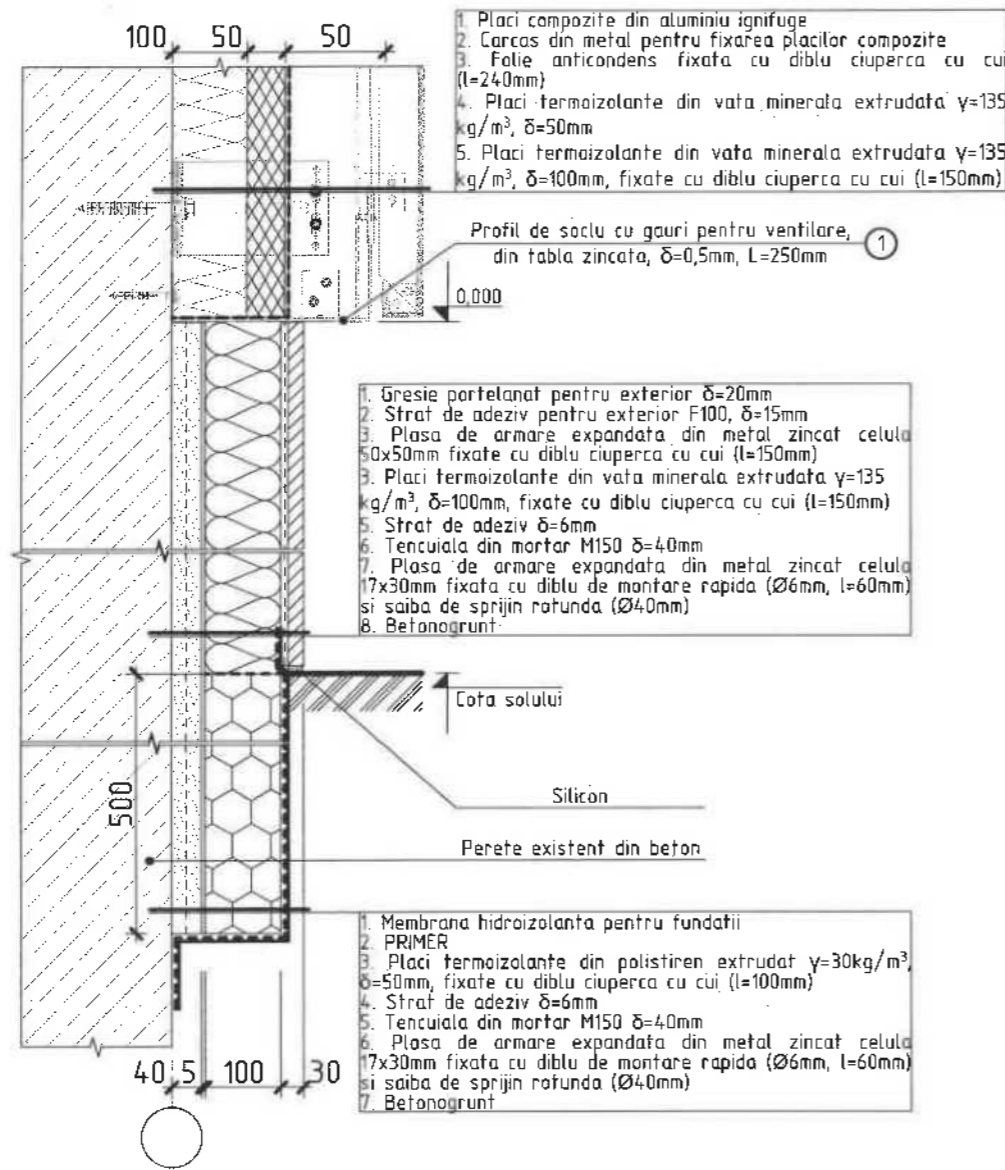 100 50 50
1. Placi compozite din aluminiu ignifuge
2. Carcas din metal pentru fixarea placilor compozite
3. Folie anticondens fixata cu diblu ciuperca cu cui
(l=240mm)
4. Placi termoizolante din vata minerala extrudata γ=135
kg/m³, δ=50mm
5. Placi termoizolante din vata minerala extrudata γ=135
kg/m³, δ=100mm, fixate cu diblu ciuperca cu cui (l=150mm)
Profil de soclu cu gauri pentru ventilare,
din tabla zincata, δ=0,5mm, L=250mm
1
0,000
1. Gresie portelanat pentru exterior δ=20mm
2. Strat de adeziv pentru exterior F100, δ=15mm
3. Plasa de armare expandata din metal zincat celula
50x50mm fixate cu diblu ciuperca cu cui (l=150mm)
3. Placi termoizolante din vata minerala extrudata γ=135
kg/m³, δ=100mm, fixate cu diblu ciuperca cu cui (l=150mm)
5. Strat de adeziv δ=6mm
6. Tencuiala din mortar M150 δ=40mm
7. Plasa de armare expandata din metal zincat celula
17x30mm fixata cu diblu de montare rapida (Ø6mm, l=60mm)
si saiba de sprijin rotunda (Ø40mm)
8. Betonogrunt
Cota solului
500
Silicon
Perete existent din beton
1. Membrana hidroizolanta pentru fundatii
2. PRIMER
3. Placi termoizolante din polistiren extrudat γ=30kg/m³,
δ=50mm, fixate cu diblu ciuperca cu cui (l=100mm)
4. Strat de adeziv δ=6mm
5. Tencuiala din mortar M150 δ=40mm
6. Plasa de armare expandata din metal zincat celula
17x30mm fixata cu diblu de montare rapida (Ø6mm, l=60mm)
si saiba de sprijin rotunda (Ø40mm)
7. Betonogrunt
40 5 100 30